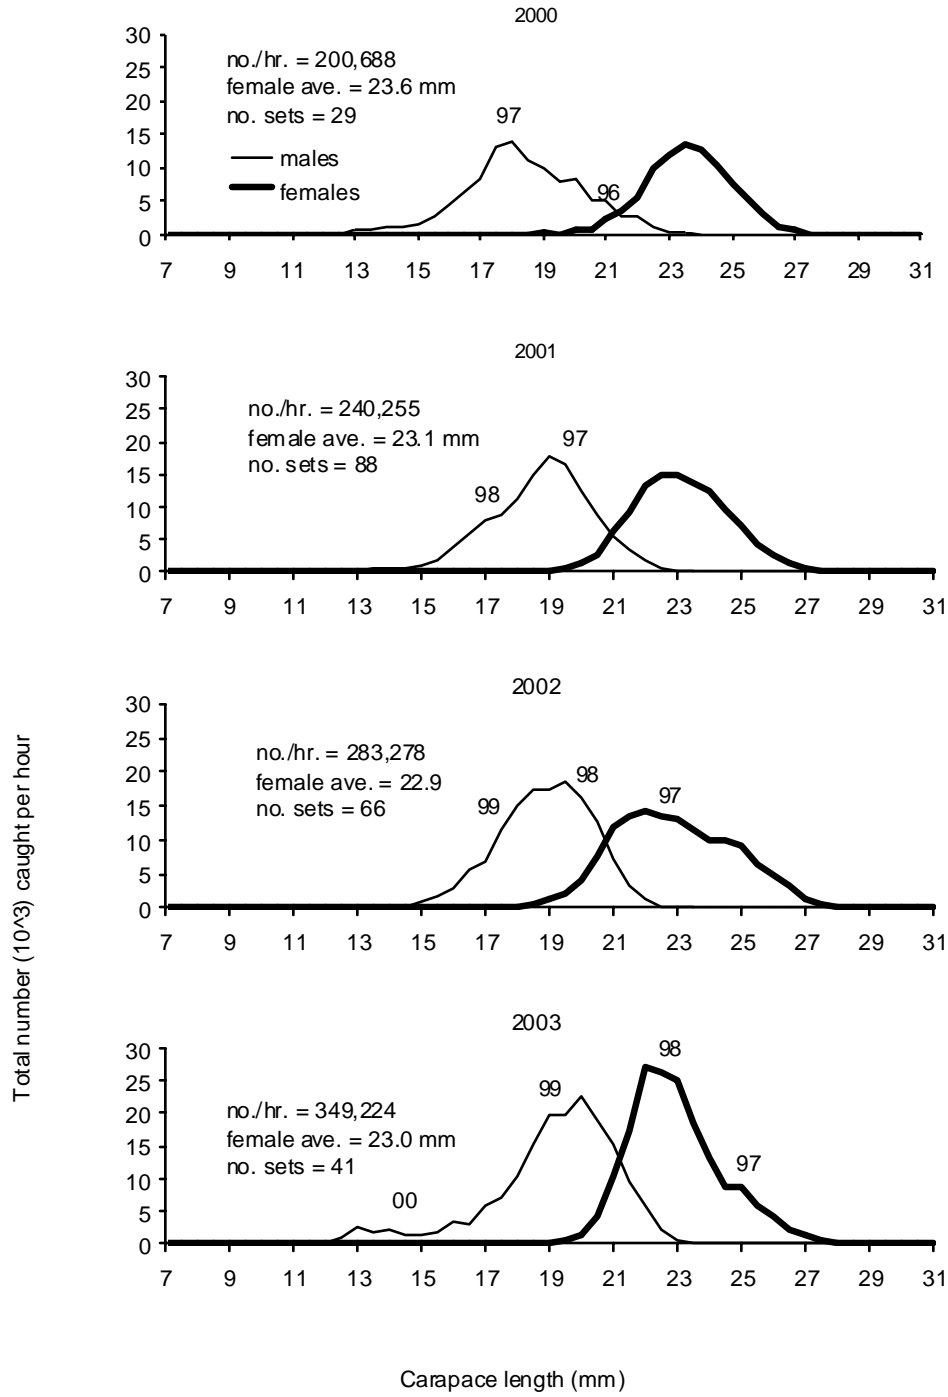 2000
30
no./hr. = 200,688
25
female ave. = 23.6 mm
20
no. sets = 29
97
15
males
10
females
96
5
0
7 9 11 13 15 17 19 21 23 25 27 29 31
2001
30
no./hr. = 240,255
25
female ave. = 23.1 mm
97
20
no. sets = 88
98
15
10
5
0
7 9 11 13 15 17 19 21 23 25 27 29 31
2002
30
25
no./hr. = 283,278
female ave. = 22.9
98
20
no. sets = 66
99
97
15
10
5
0
7 9 11 13 15 17 19 21 23 25 27 29 31
2003
30
98
25
99
no./hr. = 349,224
20
female ave. = 23.0 mm
15
no. sets = 41
97
10
00
5
0
7 9 11 13 15 17 19 21 23 25 27 29 31
Total number (10^3) caught per hour
Carapace length (mm)